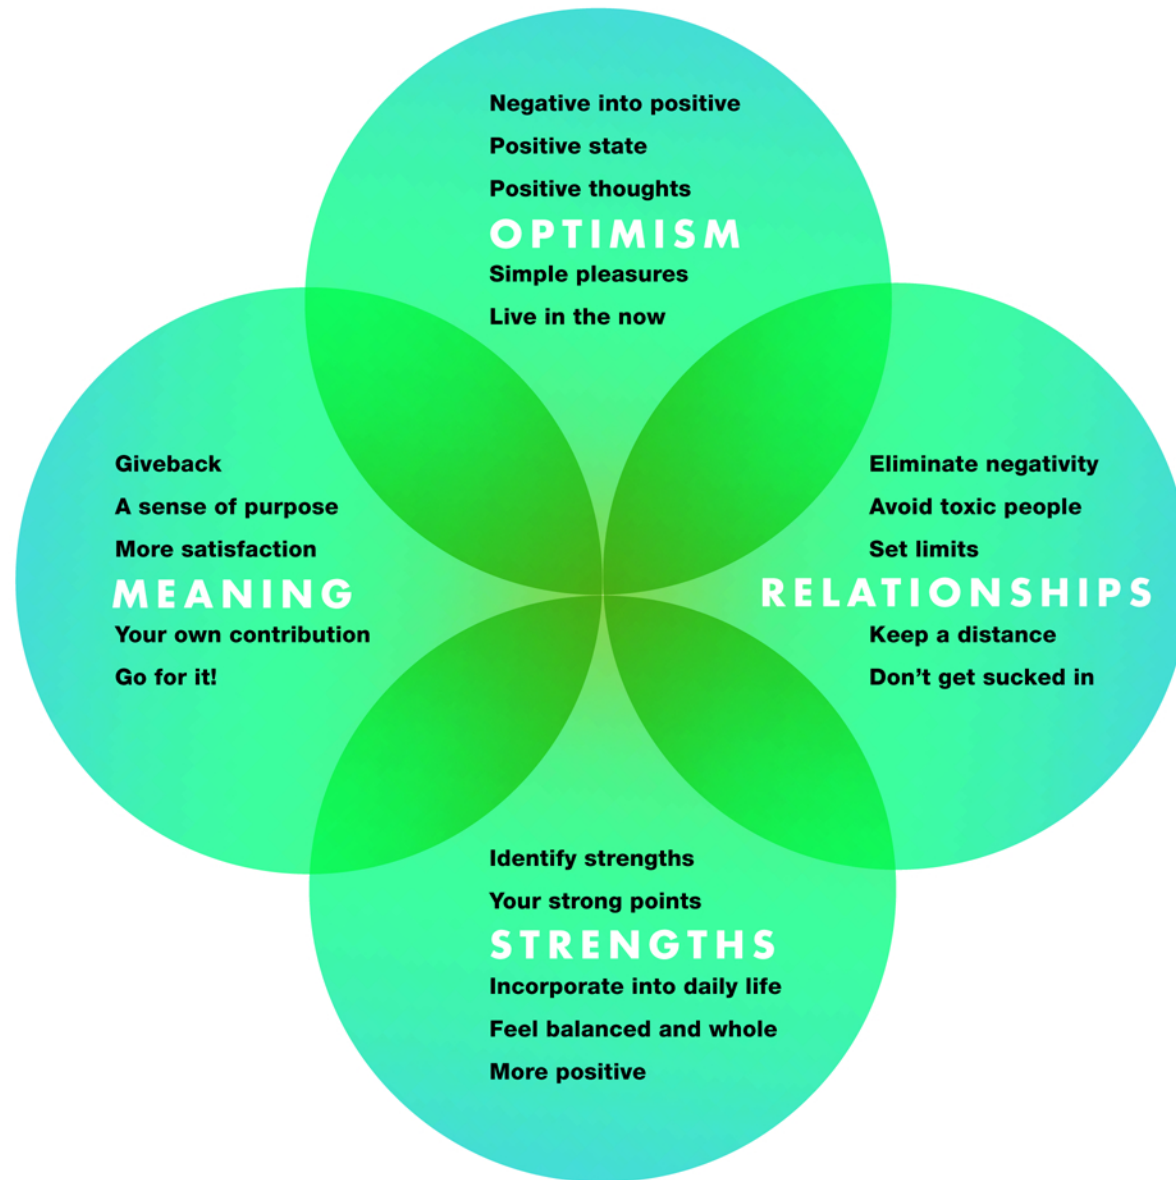 Negative into positive
Positive state
Positive thoughts
OPTIMISM
Simple pleasures
Live in the now
Giveback
A sense of purpose
More satisfaction
MEANING
Your own contribution
Go for it!
Eliminate negativity
Avoid toxic people
Set limits
RELATIONSHIPS
Keep a distance
Don’t get sucked in
Identify strengths
Your strong points
STRENGTHS
Incorporate into daily life
Feel balanced and whole
More positive